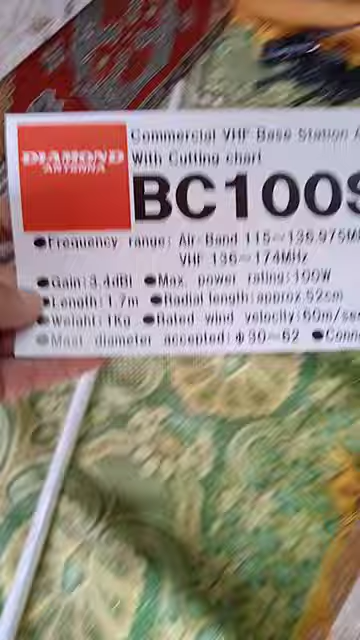 DIAMOND
ANTENNA
Commercial VHF Base Station A
With Cutting chart
BC100S
●Frequency range: Air-Band 115~136.975M
VHF 136~174MHz
●Gain:3.4dBi ●Max. power rating:100W
●Length:1.7m ●Radial length:approx.52cm
●Weight:1Kg ●Rated wind velocity:60m/sec
●Mast diameter accepted:φ30~62 ●Conn